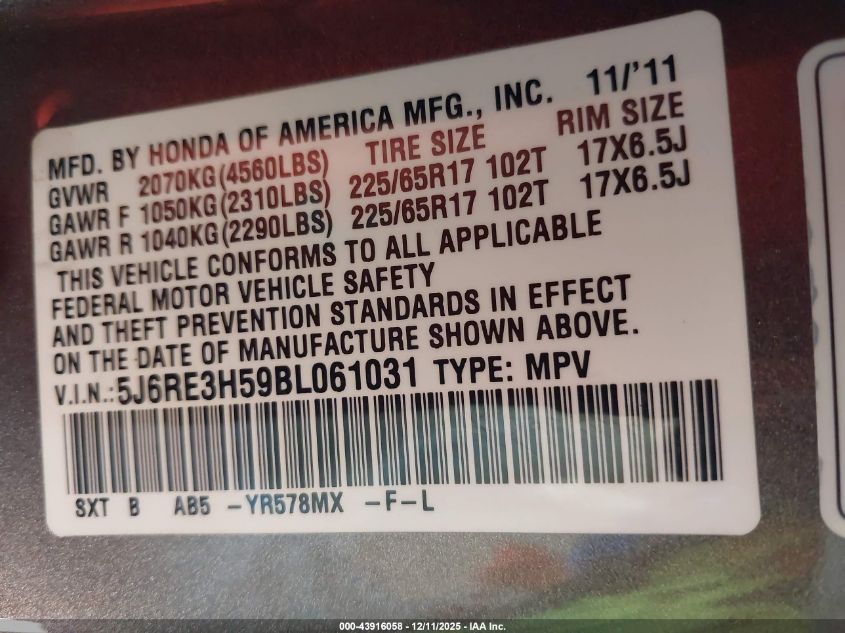 MFD. BY HONDA OF AMERICA MFG., INC. 11/'11
GVWR 2070KG(4560LBS) TIRE SIZE RIM SIZE
GAWR F 1050KG(2310LBS) 225/65R17 102T 17X6.5J
GAWR R 1040KG(2290LBS) 225/65R17 102T 17X6.5J
THIS VEHICLE CONFORMS TO ALL APPLICABLE
FEDERAL MOTOR VEHICLE SAFETY
AND THEFT PREVENTION STANDARDS IN EFFECT
ON THE DATE OF MANUFACTURE SHOWN ABOVE.
V.I.N.:5J6RE3H59BL061031 TYPE: MPV
SXT B AB5 -YR578MX -F-L
000-43916058 - 12/11/2025 - IAA Inc.